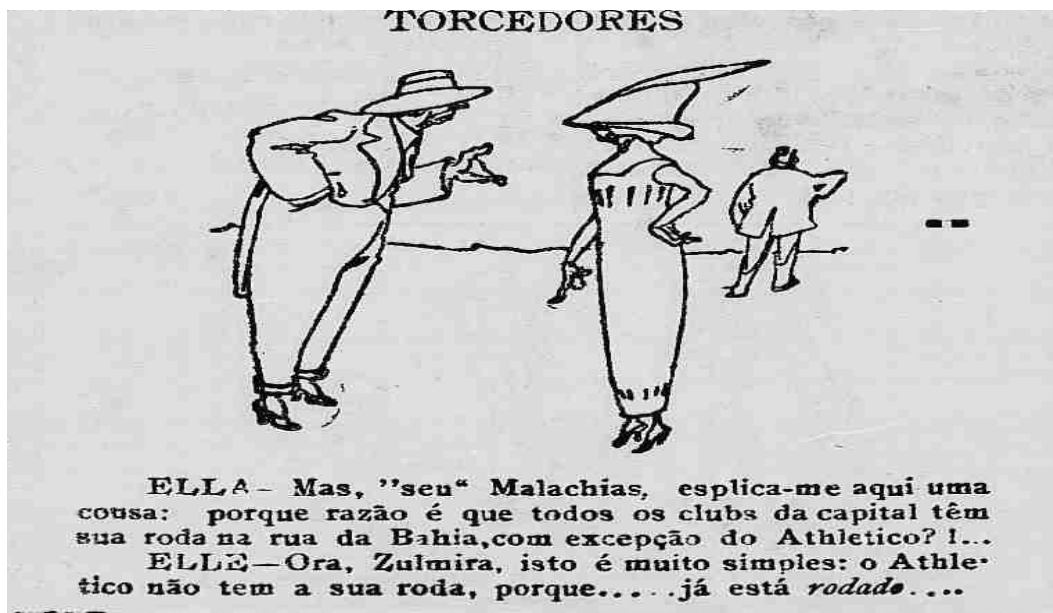 TORCEDORES
ELLA - Mas, "seu" Malachias, esplica-me aqui uma
cousa: porque razão é que todos os clubs da capital têm
sua roda na rua da Bahia, com excepção do Athletico? !...
ELLE—Ora, Zulmira, isto é muito simples: o Athle-
tico não tem a sua roda, porque.....já está rodado....